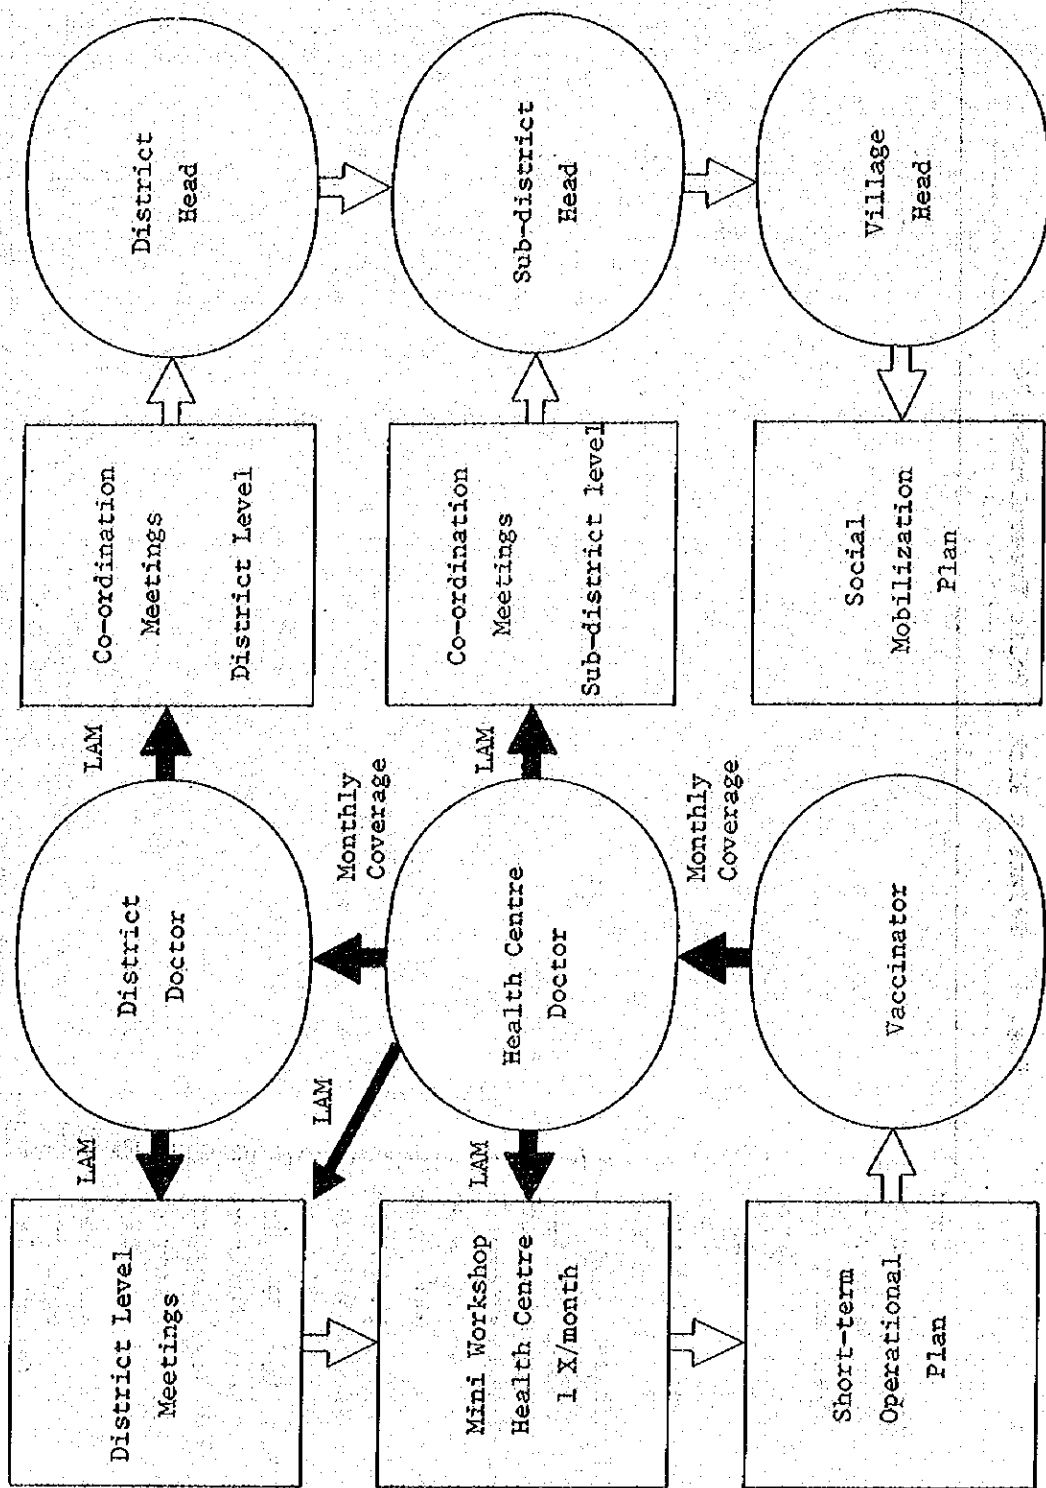 District Level
Meetings
LAM
District
Doctor
LAM
Co-ordination
Meetings
District Level
District
Head
LAM
Monthly
Coverage
Mini Workshop
Health Centre
1 X/month
LAM
Health Centre
Doctor
LAM
Co-ordination
Meetings
Sub-district level
Sub-district
Head
Monthly
Coverage
Short-term
Operational
Plan
Vaccinator
Social
Mobilization
Plan
Village
Head